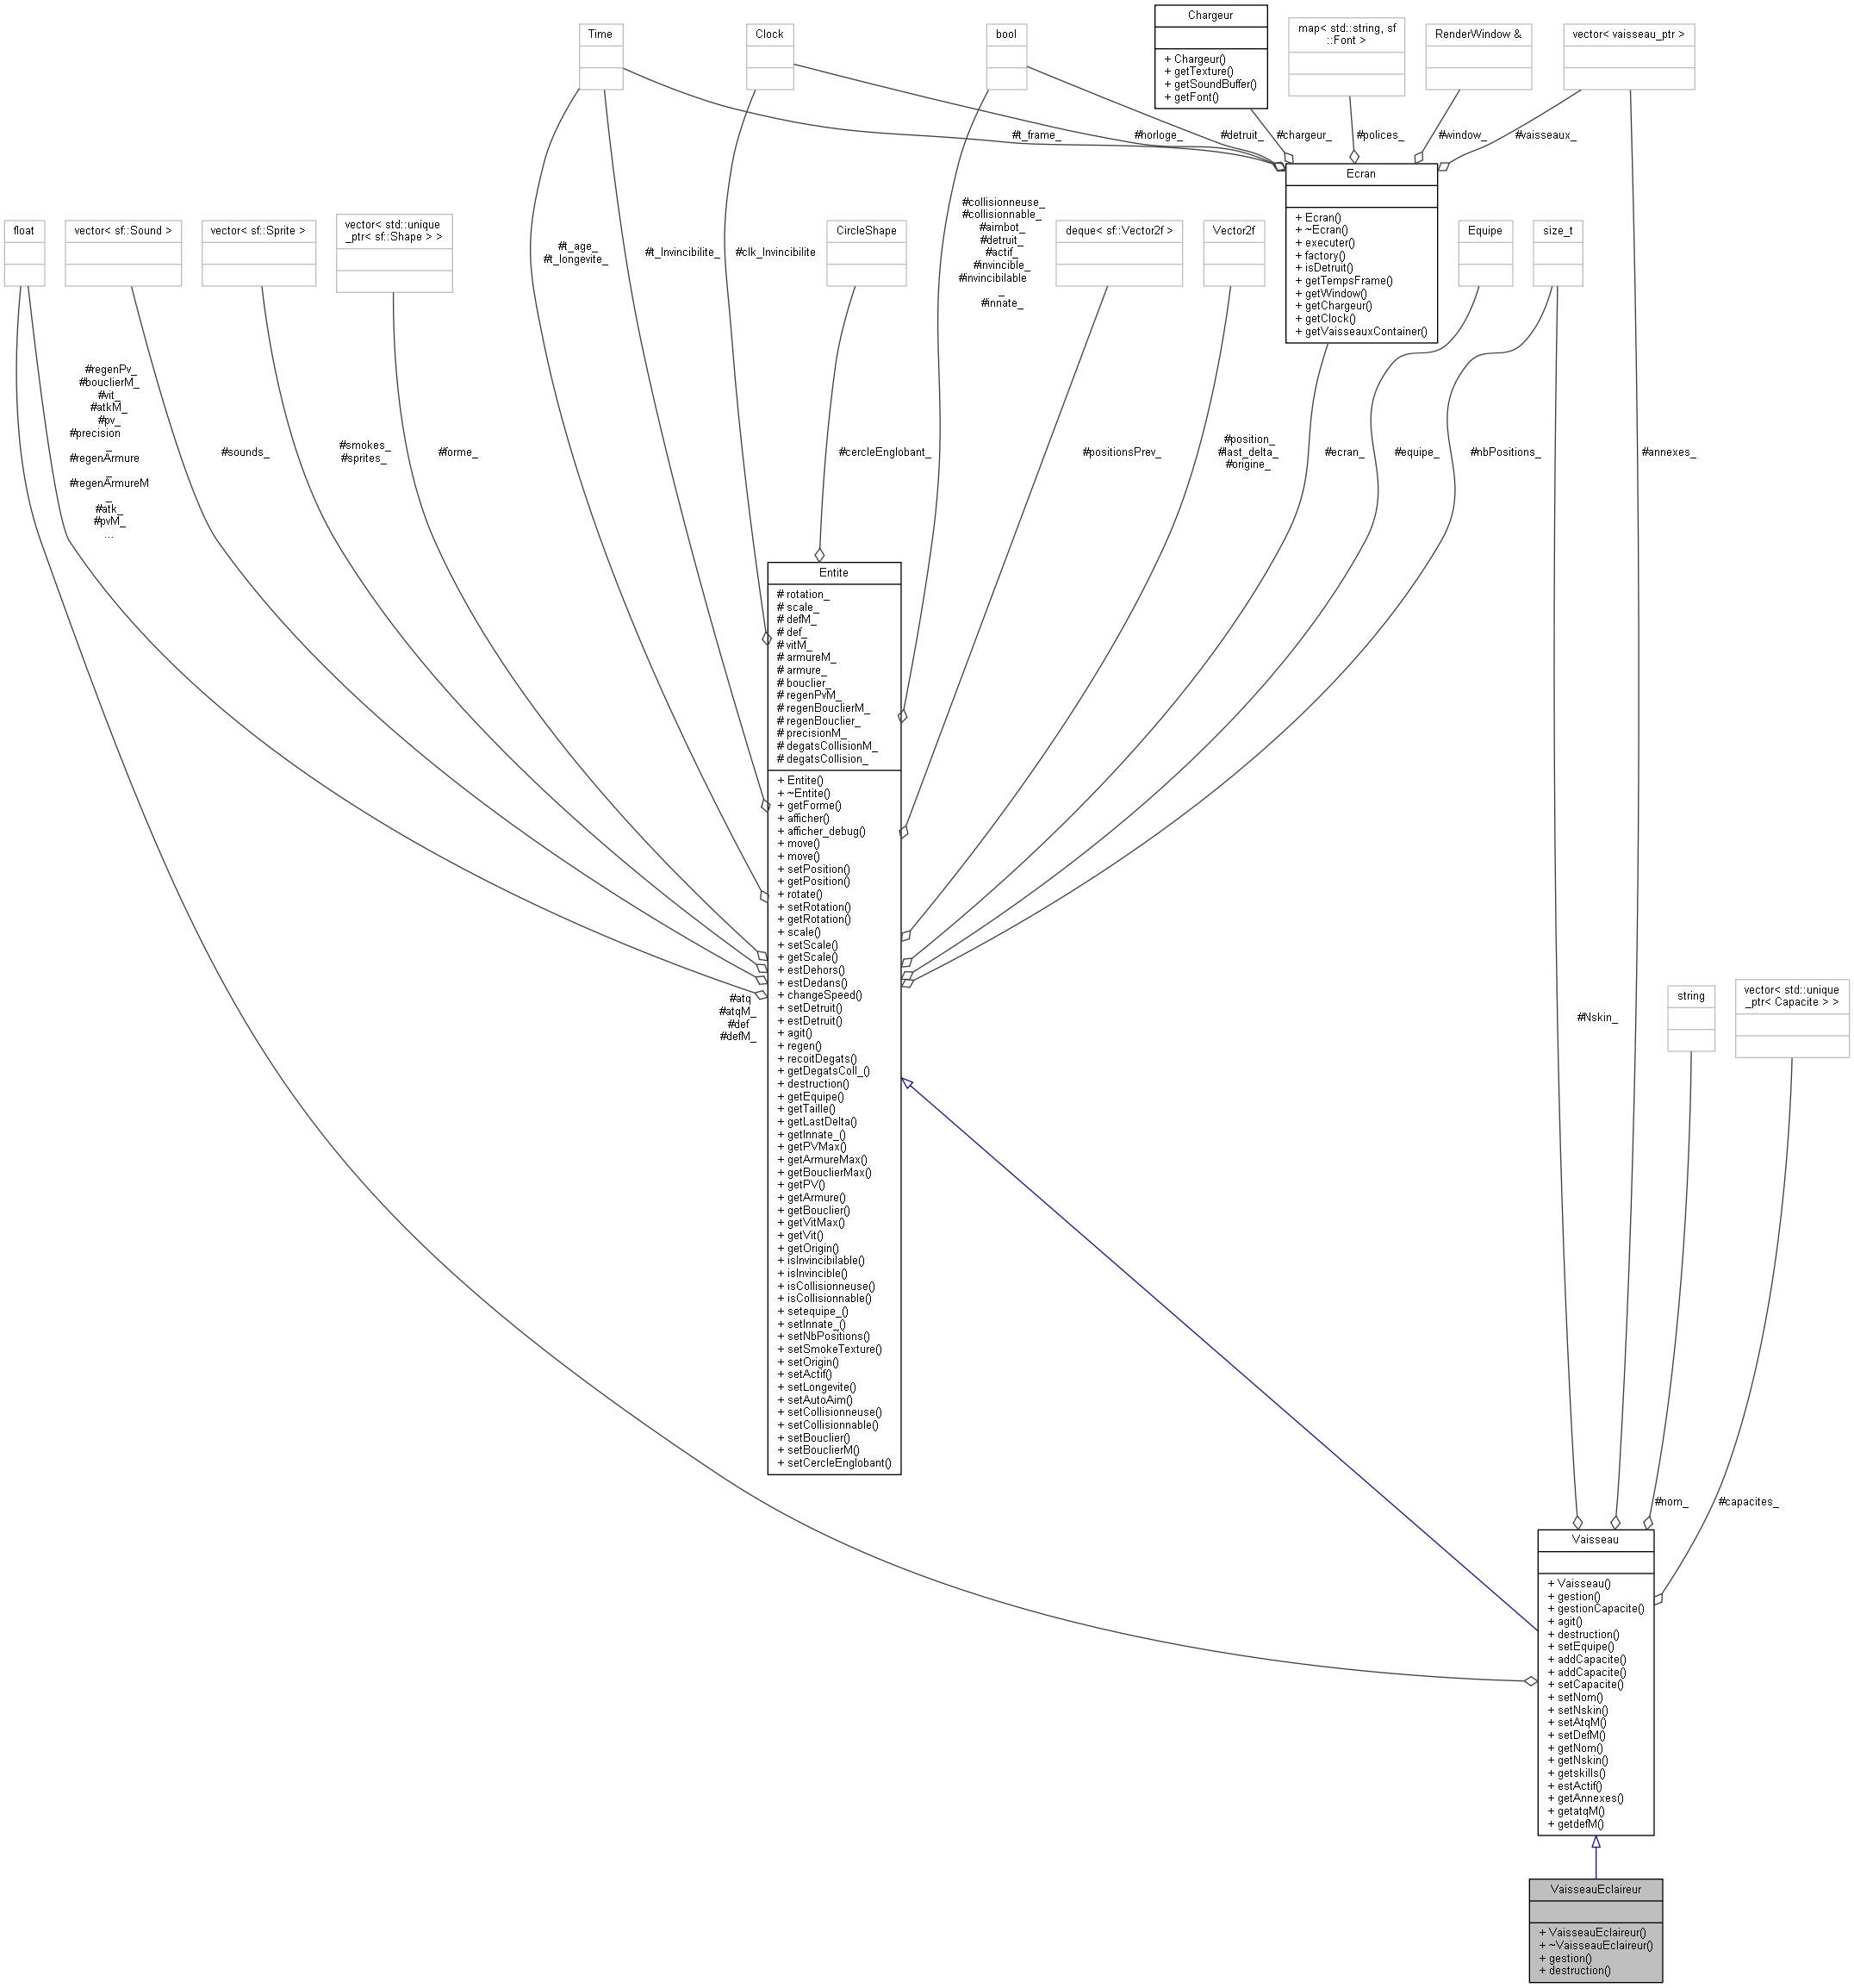 Chargeur
+ Chargeur()
+ getTexture()
+ getSoundBuffer()
+ getFont()
Time
Clock
bool
map< std::string, sf
::Font >
RenderWindow &
vector< vaisseau_ptr >
#t_frame_
#horloge_
#detruit_
#chargeur_
#polices_
#window_
#vaisseaux_
Ecran
+ Ecran()
+ ~Ecran()
+ executer()
+ factory()
+ isDetruit()
+ getTempsFrame()
+ getWindow()
+ getChargeur()
+ getClock()
+ getVaisseauxContainer()
float
vector< sf::Sound >
vector< sf::Sprite >
vector< std::unique
_ptr< sf::Shape > >
#t_age_
#t_longevite_
#t_Invincibilite_
#clk_Invincibilite
CircleShape
#collisionneuse_
#collisionnable_
#aimbot_
#detruit_
#actif_
#invincible_
#invincibilable
_
#innate_
deque< sf::Vector2f >
Vector2f
Equipe
size_t
#regenPv_
#bouclierM_
#vit_
#atkM_
#pv_
#precision
_
#regenArmure
_
#regenArmureM
_
#atk_
#pvM_
...
#sounds_
#smokes_
#sprites_
#forme_
#cercleEnglobant_
#positionsPrev_
#position_
#last_delta_
#origine_
#ecran_
#equipe_
#nbPositions_
#annexes_
Entite
# rotation_
# scale_
# defM_
# def_
# vitM_
# armureM_
# armure_
# bouclier_
# regenPvM_
# regenBouclierM_
# regenBouclier_
# precisionM_
# degatsCollisionM_
# degatsCollision_
+ Entite()
+ ~Entite()
+ getForme()
+ afficher()
+ afficher_debug()
+ move()
+ move()
+ setPosition()
+ getPosition()
+ rotate()
+ setRotation()
+ getRotation()
+ scale()
+ setScale()
+ getScale()
+ estDehors()
+ estDedans()
+ changeSpeed()
+ setDetruit()
+ estDetruit()
+ agit()
+ regen()
+ recoitDegats()
+ getDegatsColl_()
+ destruction()
+ getEquipe()
+ getTaille()
+ getLastDelta()
+ getInnate_()
+ getPVMax()
+ getArmureMax()
+ getBouclierMax()
+ getPV()
+ getArmure()
+ getBouclier()
+ getVitMax()
+ getVit()
+ getOrigin()
+ isInvincibilable()
+ isInvincible()
+ isCollisionneuse()
+ isCollisionnable()
+ setequipe_()
+ setInnate_()
+ setNbPositions()
+ setSmokeTexture()
+ setOrigin()
+ setActif()
+ setLongevite()
+ setAutoAim()
+ setCollisionneuse()
+ setCollisionnable()
+ setBouclier()
+ setBouclierM()
+ setCercleEnglobant()
#atq
#atqM_
#def
#defM_
#Nskin_
string
vector< std::unique
_ptr< Capacite > >
#nom_
#capacites_
Vaisseau
+ Vaisseau()
+ gestion()
+ gestionCapacite()
+ agit()
+ destruction()
+ setEquipe()
+ addCapacite()
+ addCapacite()
+ setCapacite()
+ setNom()
+ setNskin()
+ setAtqM()
+ setDefM()
+ getNom()
+ getNskin()
+ getskills()
+ estActif()
+ getAnnexes()
+ getatqM()
+ getdefM()
VaisseauEclaireur
+ VaisseauEclaireur()
+ ~VaisseauEclaireur()
+ gestion()
+ destruction()